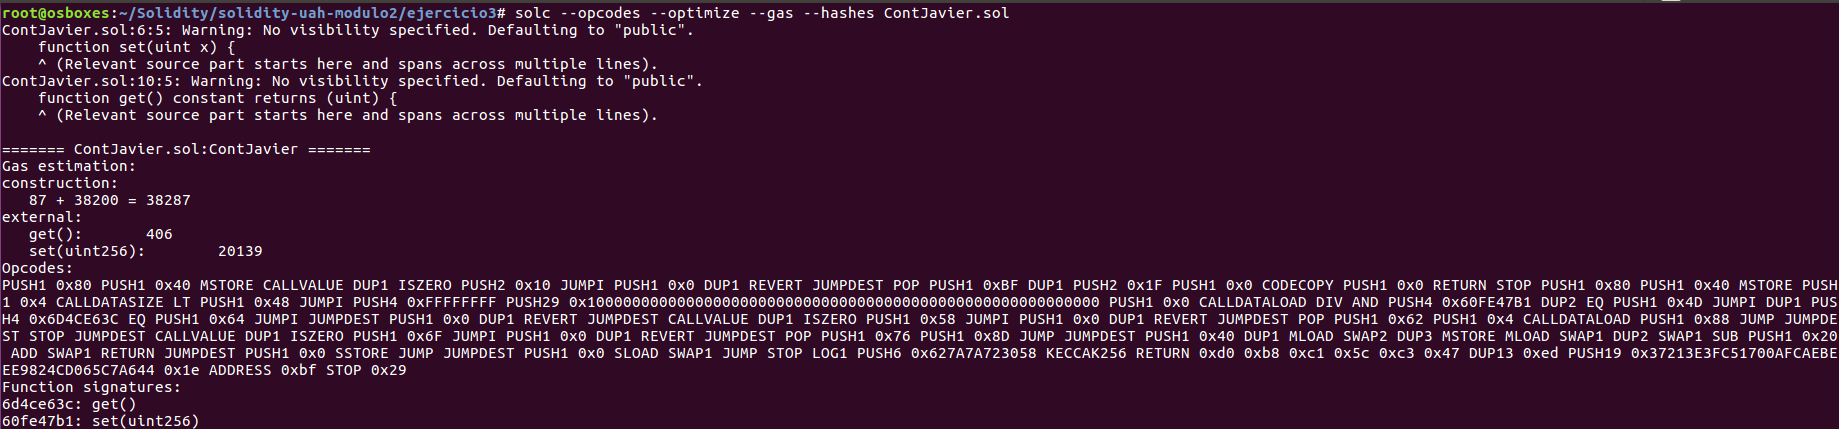 root@osboxes:~/Solidity/solidity-uah-modulo2/ejercicio3# solc --opcodes --optimize --gas --hashes ContJavier.sol
ContJavier.sol:6:5: Warning: No visibility specified. Defaulting to "public".
    function set(uint x) {
    ^ (Relevant source part starts here and spans across multiple lines).
ContJavier.sol:10:5: Warning: No visibility specified. Defaulting to "public".
    function get() constant returns (uint) {
    ^ (Relevant source part starts here and spans across multiple lines).

======= ContJavier.sol:ContJavier =======
Gas estimation:
construction:
   87 + 38200 = 38287
external:
   get():	406
   set(uint256):	20139
Opcodes:
PUSH1 0x80 PUSH1 0x40 MSTORE CALLVALUE DUP1 ISZERO PUSH2 0x10 JUMPI PUSH1 0x0 DUP1 REVERT JUMPDEST POP PUSH1 0xBF DUP1 PUSH2 0x1F PUSH1 0x0 CODECOPY PUSH1 0x0 RETURN STOP PUSH1 0x80 PUSH1 0x40 MSTORE PUSH
1 0x4 CALLDATASIZE LT PUSH1 0x48 JUMPI PUSH4 0xFFFFFFFF PUSH29 0x100000000000000000000000000000000000000000000000000000000 PUSH1 0x0 CALLDATALOAD DIV AND PUSH4 0x60FE47B1 DUP2 EQ PUSH1 0x4D JUMPI DUP1 PUS
H4 0x6D4CE63C EQ PUSH1 0x64 JUMPI JUMPDEST PUSH1 0x0 DUP1 REVERT JUMPDEST CALLVALUE DUP1 ISZERO PUSH1 0x58 JUMPI PUSH1 0x0 DUP1 REVERT JUMPDEST POP PUSH1 0x62 PUSH1 0x4 CALLDATALOAD PUSH1 0x88 JUMP JUMPDE
ST STOP JUMPDEST CALLVALUE DUP1 ISZERO PUSH1 0x6F JUMPI PUSH1 0x0 DUP1 REVERT JUMPDEST POP PUSH1 0x76 PUSH1 0x8D JUMP JUMPDEST PUSH1 0x40 DUP1 MLOAD SWAP2 DUP3 MSTORE MLOAD SWAP1 DUP2 SWAP1 SUB PUSH1 0x20
 ADD SWAP1 RETURN JUMPDEST PUSH1 0x0 SSTORE JUMP JUMPDEST PUSH1 0x0 SLOAD SWAP1 JUMP STOP LOG1 PUSH6 0x627A7A723058 KECCAK256 RETURN 0xd0 0xb8 0xc1 0x5c 0xc3 0x47 DUP13 0xed PUSH19 0x37213E3FC51700AFCAEBE
EE9824CD065C7A644 0x1e ADDRESS 0xbf STOP 0x29
Function signatures:
6d4ce63c: get()
60fe47b1: set(uint256)